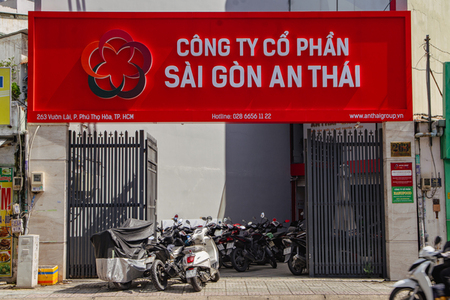 CÔNG TY CỔ PHẦN
SÀI GÒN AN THÁI
263 Vườn Lài, P. Phú Thọ Hòa, TP. HCM
Hotline: 028 6656 11 22
www.anthaigroup.vn